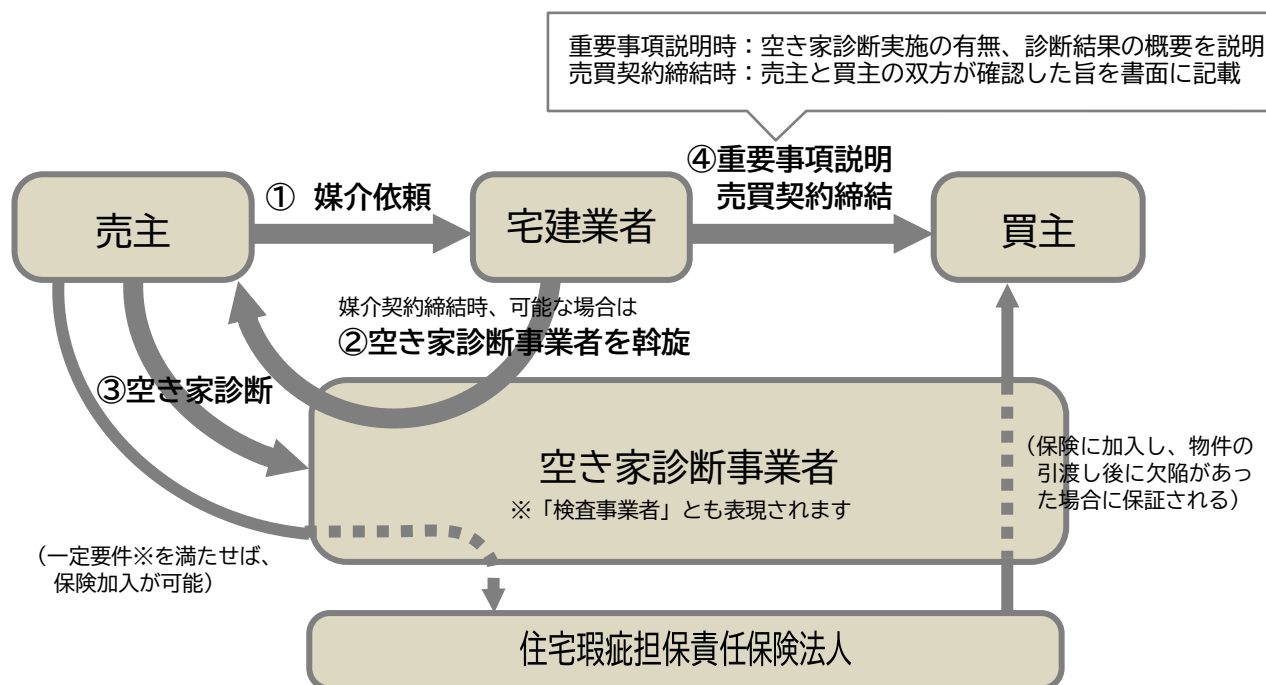 重要事項説明時：空き家診断実施の有無、診断結果の概要を説明
売買契約締結時：売主と買主の双方が確認した旨を書面に記載
④重要事項説明
売買契約締結
① 媒介依頼
売主
宅建業者
買主
媒介契約締結時、可能な場合は
②空き家診断事業者を斡旋
③空き家診断
空き家診断事業者
※「検査事業者」とも表現されます
（保険に加入し、物件の
引渡し後に欠陥があっ
た場合に保証される）
（一定要件※を満たせば、
保険加入が可能）
住宅瑕疵担保責任保険法人